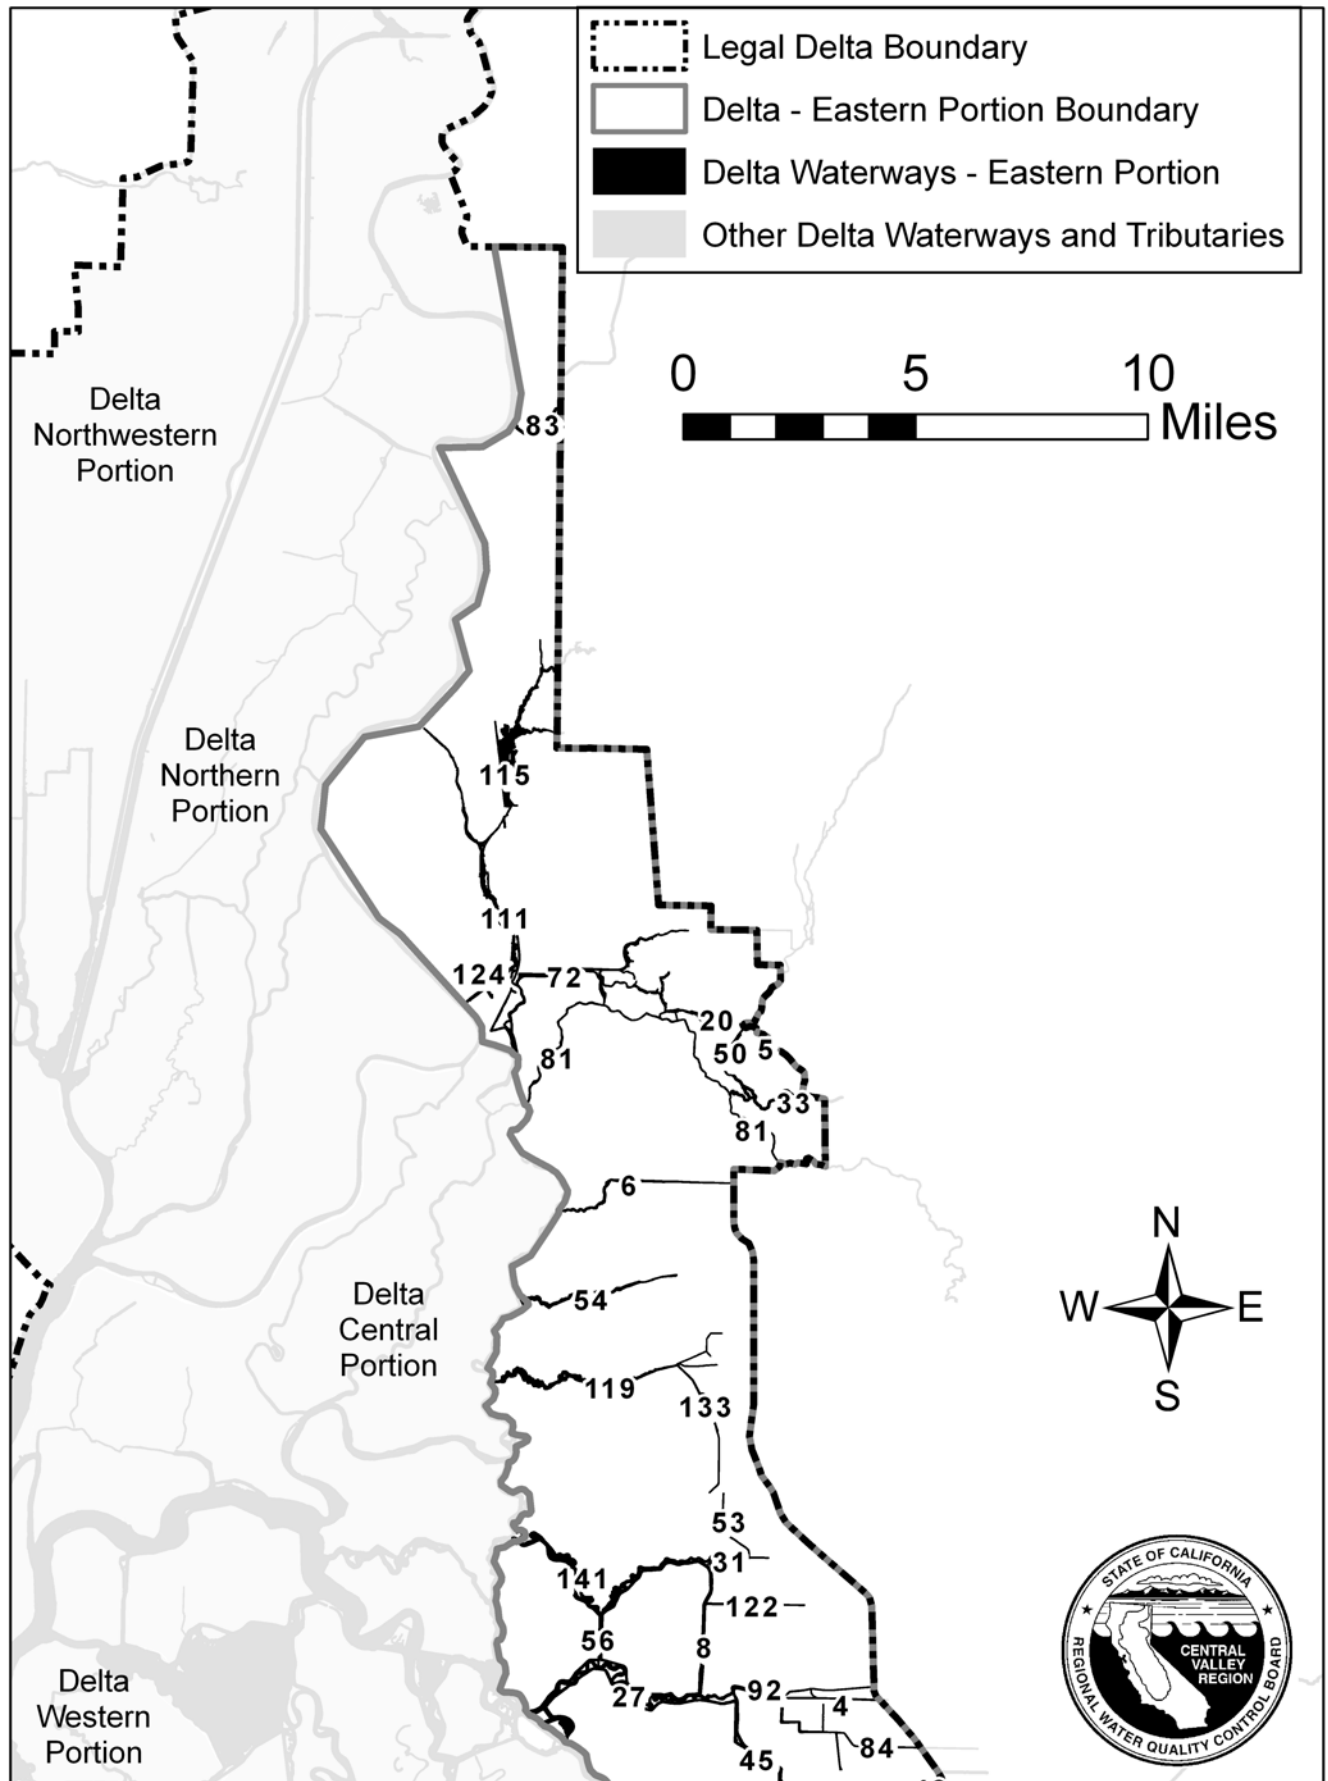 Legal Delta Boundary
Delta - Eastern Portion Boundary
Delta Waterways - Eastern Portion
Other Delta Waterways and Tributaries
0 5 10
Miles
Delta
Northwestern
Portion
83
Delta
Northern
Portion
115
111
124
72
20
50 5
81
33
81
6
N
W E
S
Delta
Central
Portion
54
119
133
53
31
141
122
56
8
27
92
4
84
45
Delta
Western
Portion
STATE OF CALIFORNIA
CENTRAL
VALLEY
REGION
REGIONAL WATER QUALITY CONTROL BOARD